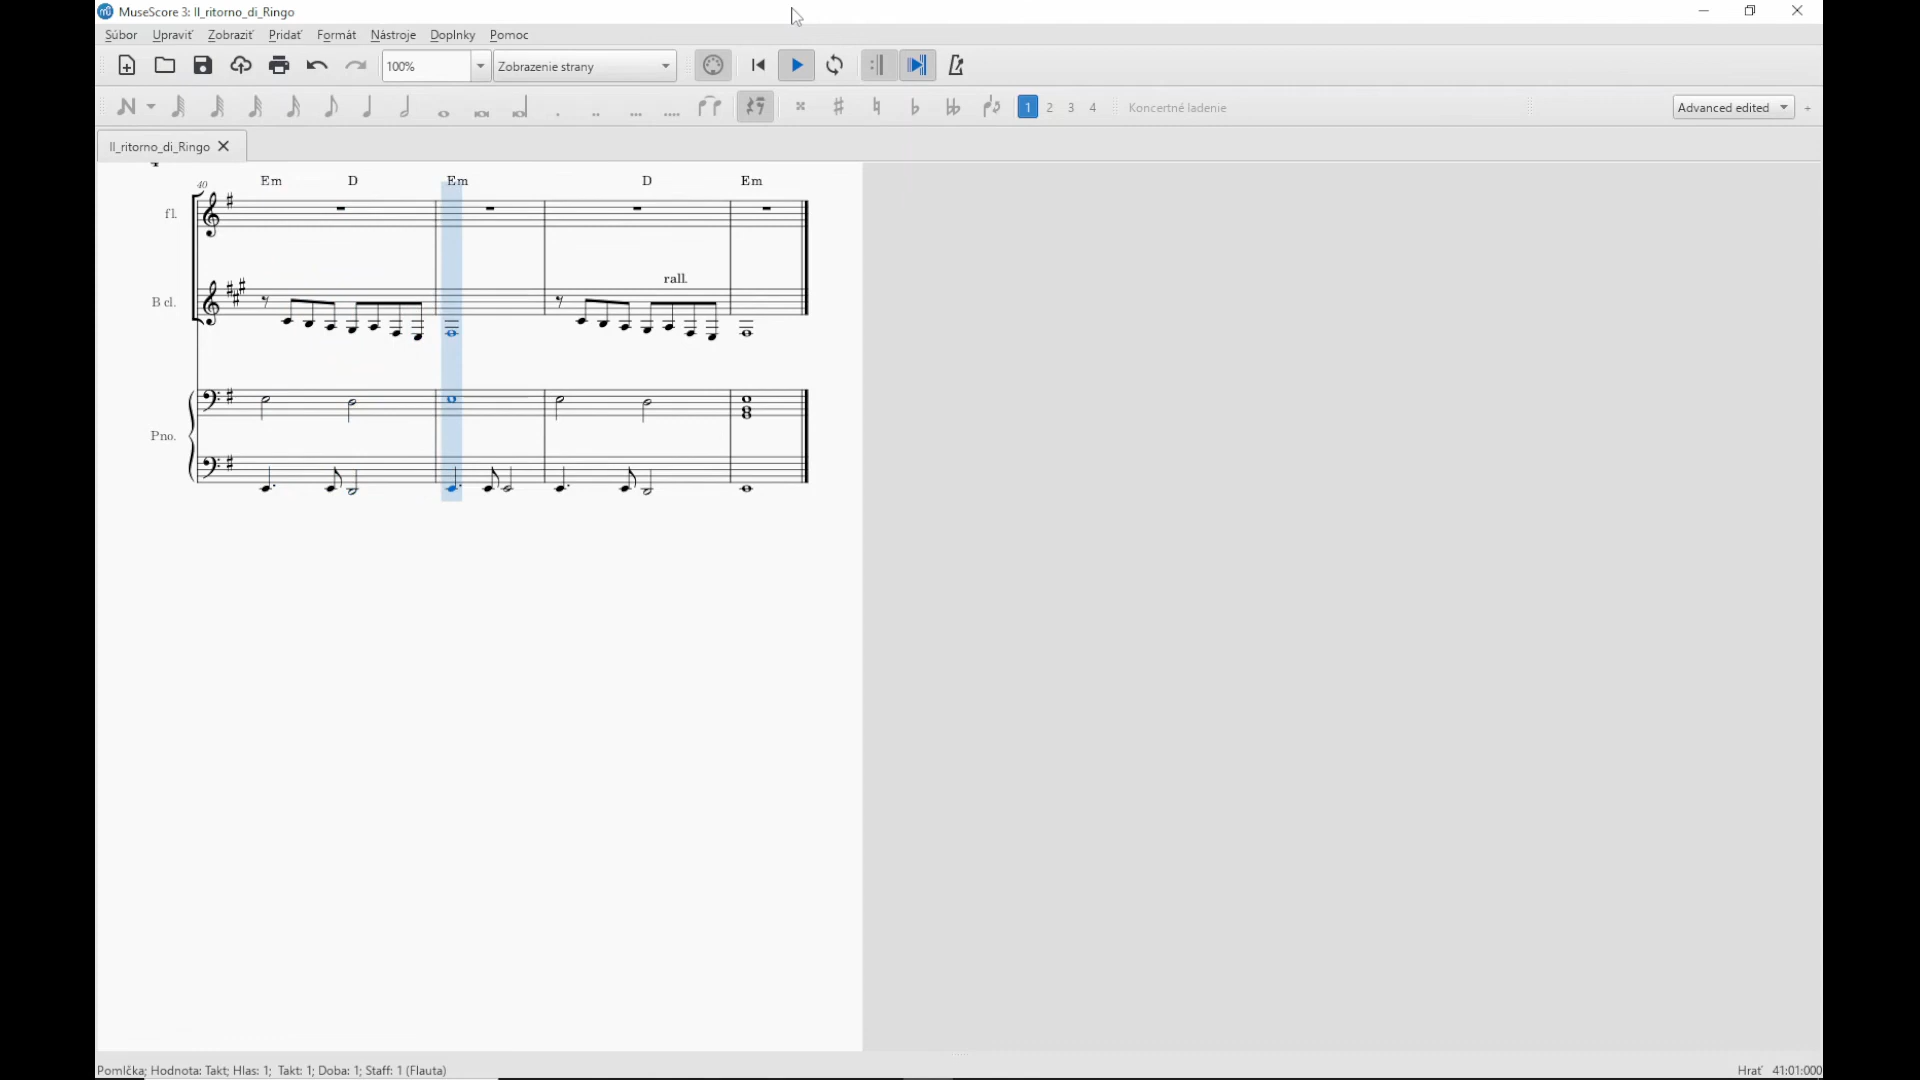 MuseScore 3: Il_ritorno_di_Ringo
Súbor Upraviť Zobraziť Pridať Formát Nástroje Doplnky Pomoc
100% Zobrazenie strany
1 2 3 4 Koncertné ladenie Advanced edited +
Il_ritorno_di_Ringo
40 Em D Em D Em
fl.
rall.
B cl.
Pno.
Pomlčka; Hodnota: Takt; Hlas: 1; Takt: 1; Doba: 1; Staff: 1 (Flauta) Hrať 41:01:000